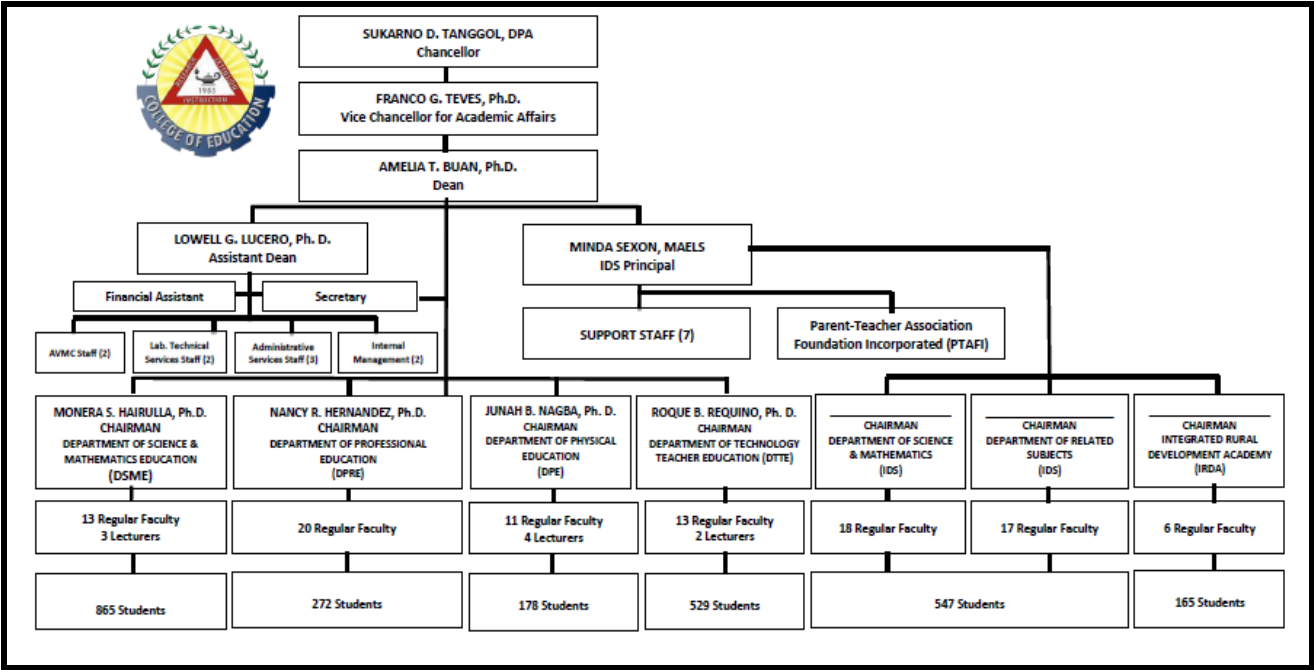 SUKARNO D. TANGGOL, DPA
Chancellor
FRANCO G. TEVES, Ph.D.
Vice Chancellor for Academic Affairs
AMELIA T. BUAN, Ph.D.
Dean
1983
INSTRUCTION
COLLEGE OF EDUCATION
LOWELL G. LUCERO, Ph. D.
Assistant Dean
MINDA SEXON, MAELS
IDS Principal
Financial Assistant
Secretary
AVMC Staff (2)
Lab. Technical
Services Staff (2)
Administrative
Services Staff (3)
Internal
Management (2)
SUPPORT STAFF (7)
Parent-Teacher Association
Foundation Incorporated (PTAFI)
MONERA S. HAIRULLA, Ph.D.
CHAIRMAN
DEPARTMENT OF SCIENCE &
MATHEMATICS EDUCATION
(DSME)
NANCY R. HERNANDEZ, Ph.D.
CHAIRMAN
DEPARTMENT OF PROFESSIONAL
EDUCATION
(DPRE)
JUNAH B. NAGBA, Ph. D.
CHAIRMAN
DEPARTMENT OF PHYSICAL
EDUCATION
(DPE)
ROQUE B. REQUINO, Ph. D.
CHAIRMAN
DEPARTMENT OF TECHNOLOGY
TEACHER EDUCATION (DTTE)
CHAIRMAN
DEPARTMENT OF SCIENCE
& MATHEMATICS
(IDS)
CHAIRMAN
DEPARTMENT OF RELATED
SUBJECTS
(IDS)
CHAIRMAN
INTEGRATED RURAL
DEVELOPMENT ACADEMY
(IRDA)
13 Regular Faculty
3 Lecturers
20 Regular Faculty
11 Regular Faculty
4 Lecturers
13 Regular Faculty
2 Lecturers
18 Regular Faculty
17 Regular Faculty
6 Regular Faculty
865 Students
272 Students
178 Students
529 Students
547 Students
165 Students